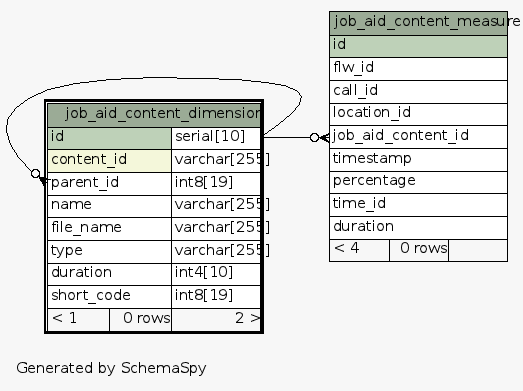 job_aid_content_measure
id
flw_id
call_id
location_id
job_aid_content_id
timestamp
percentage
time_id
duration
< 4 0 rows
job_aid_content_dimension
id serial[10]
content_id varchar[255]
parent_id int8[19]
name varchar[255]
file_name varchar[255]
type varchar[255]
duration int4[10]
short_code int8[19]
< 1 0 rows 2 >
Generated by SchemaSpy